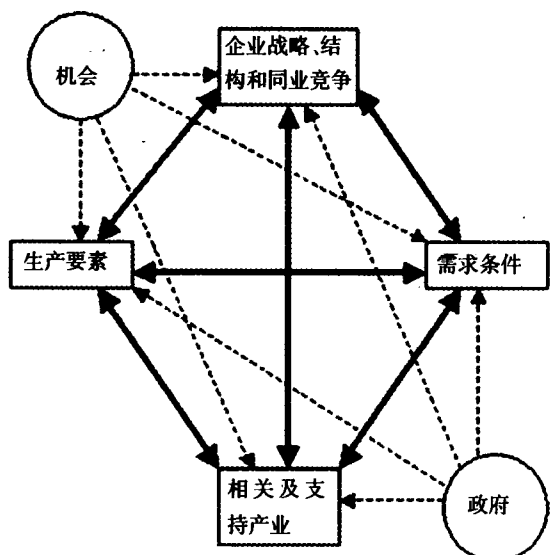 机会
企业战略、结
构和同业竞争
生产要素
需求条件
相关及支
持产业
政府